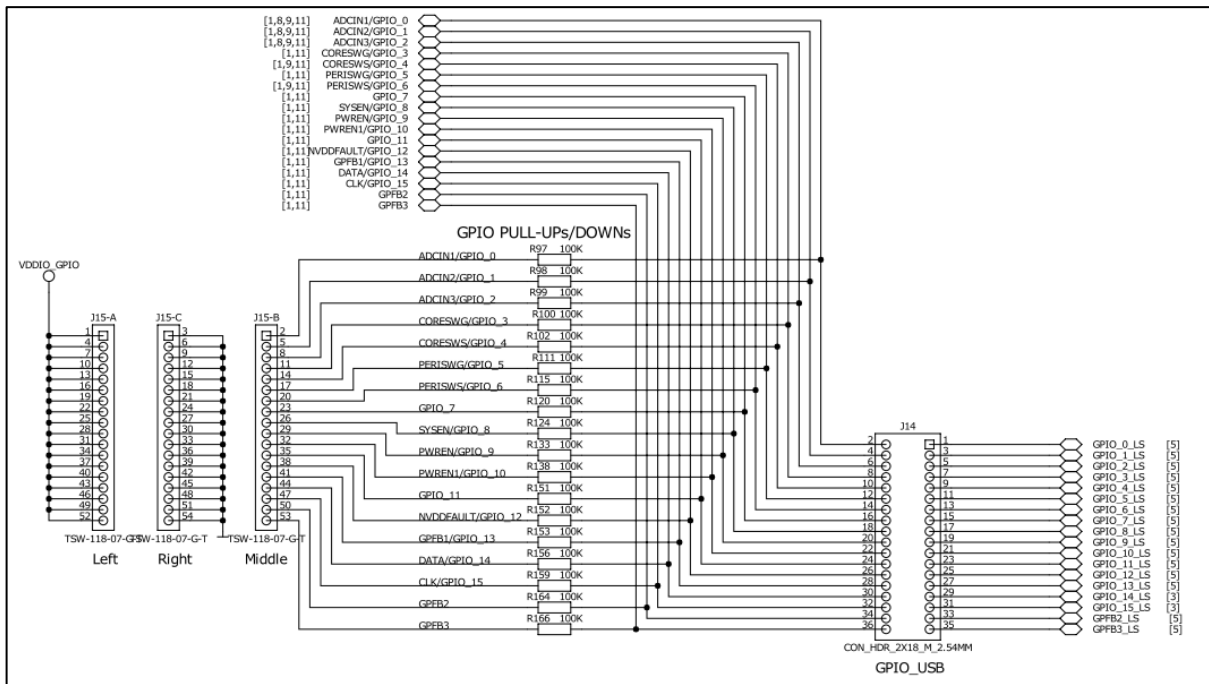 [1,8,9,11] ADCIN1/GPIO_0
[1,8,9,11] ADCIN2/GPIO_1
[1,8,9,11] ADCIN3/GPIO_2
[1,11] CORESWG/GPIO_3
[1,9,11] CORESWS/GPIO_4
[1,11] PERISWG/GPIO_5
[1,9,11] PERISWS/GPIO_6
[1,11] GPIO_7
[1,11] SYSEN/GPIO_8
[1,11] PWREN/GPIO_9
[1,11] PWREN1/GPIO_10
[1,11] GPIO_11
[1,11] NVDDFAULT/GPIO_12
[1,11] GPFB1/GPIO_13
[1,11] DATA/GPIO_14
[1,11] CLK/GPIO_15
[1,11] GPFB2
[1,11] GPFB3
GPIO PULL-UPs/DOWNs
VDDIO_GPIO
J15-A
1
4
7
10
13
16
19
22
25
28
31
34
37
40
43
46
49
52
Left
J15-C
3
6
9
12
15
18
21
24
27
30
33
36
39
42
45
48
51
54
TSW-118-07-G-T
Right
J15-B
2
5
8
11
14
17
20
23
26
29
32
35
38
41
44
47
50
53
TSW-118-07-G-T
Middle
ADCIN1/GPIO_0 R97 100K
ADCIN2/GPIO_1 R98 100K
ADCIN3/GPIO_2 R99 100K
CORESWG/GPIO_3 R100 100K
CORESWS/GPIO_4 R102 100K
PERISWG/GPIO_5 R111 100K
PERISWS/GPIO_6 R115 100K
GPIO_7 R120 100K
SYSEN/GPIO_8 R124 100K
PWREN/GPIO_9 R133 100K
PWREN1/GPIO_10 R138 100K
GPIO_11 R151 100K
NVDDFAULT/GPIO_12 R152 100K
GPFB1/GPIO_13 R153 100K
DATA/GPIO_14 R156 100K
CLK/GPIO_15 R159 100K
GPFB2 R164 100K
GPFB3 R166 100K
J14
2 1 GPIO_0_LS [5]
4 3 GPIO_1_LS [5]
6 5 GPIO_2_LS [5]
8 7 GPIO_3_LS [5]
10 9 GPIO_4_LS [5]
12 11 GPIO_5_LS [5]
14 13 GPIO_6_LS [5]
16 15 GPIO_7_LS [5]
18 17 GPIO_8_LS [5]
20 19 GPIO_9_LS [5]
22 21 GPIO_10_LS [5]
24 23 GPIO_11_LS [5]
26 25 GPIO_12_LS [5]
28 27 GPIO_13_LS [5]
30 29 GPIO_14_LS [3]
32 31 GPIO_15_LS [3]
34 33 GPFB2_LS [5]
36 35 GPFB3_LS [5]
CON_HDR_2X18_M_2.54MM
GPIO_USB